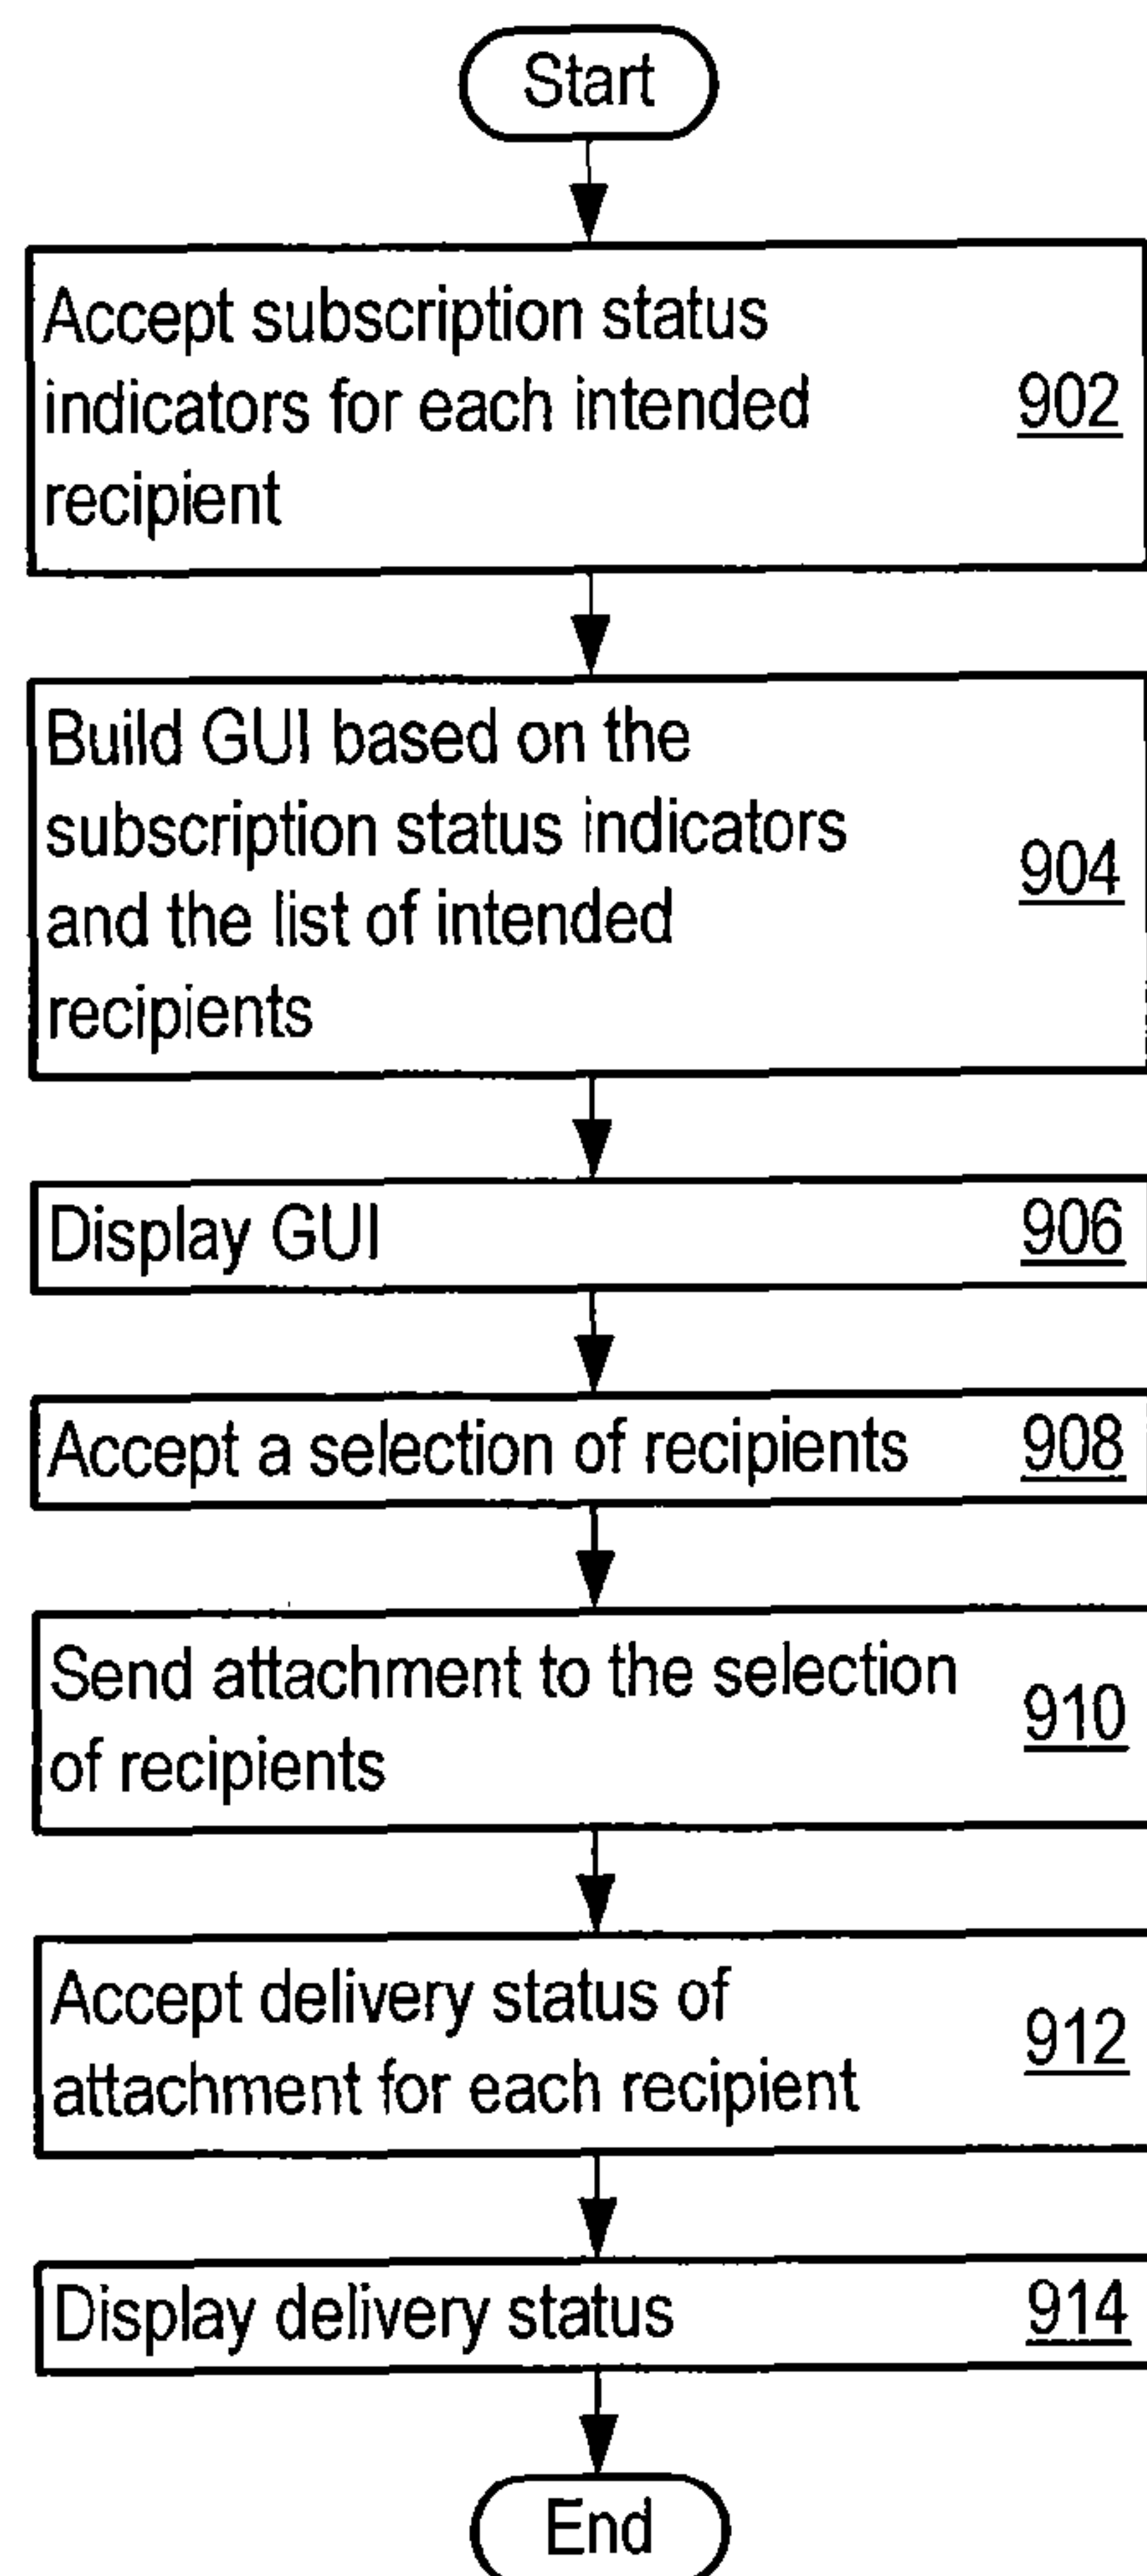 Start
Accept subscription status
indicators for each intended
recipient
902
Build GUI based on the
subscription status indicators
and the list of intended
recipients
904
Display GUI
906
Accept a selection of recipients
908
Send attachment to the selection
of recipients
910
Accept delivery status of
attachment for each recipient
912
Display delivery status
914
End